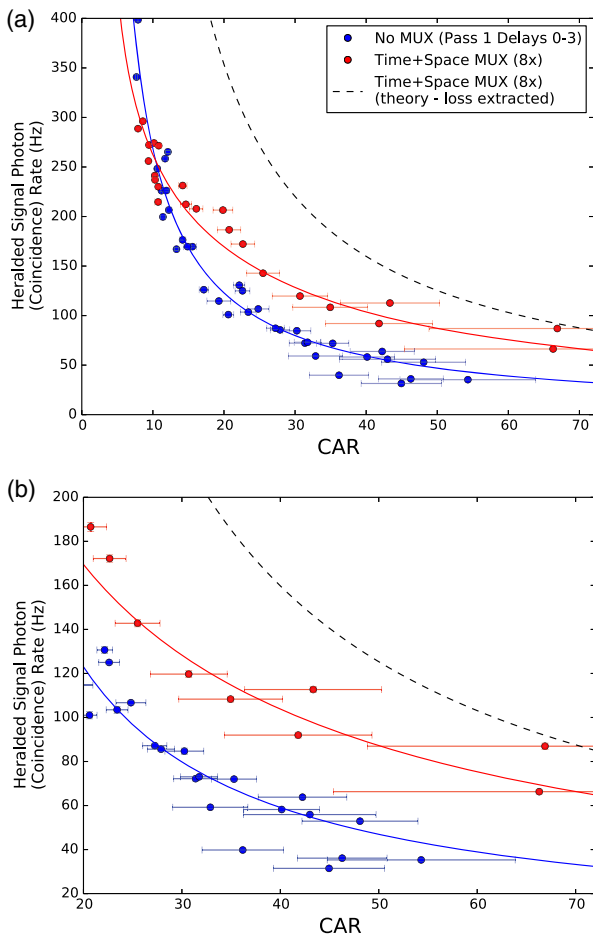 (a)
400
350
300
250
200
150
100
50
0
Heralded Signal Photon
(Coincidence) Rate (Hz)
No MUX (Pass 1 Delays 0-3)
Time+Space MUX (8x)
Time+Space MUX (8x)
(theory - loss extracted)
0 10 20 30 40 50 60 70
CAR
(b)
200
180
160
140
120
100
80
60
40
20
Heralded Signal Photon
(Coincidence) Rate (Hz)
20 30 40 50 60 70
CAR